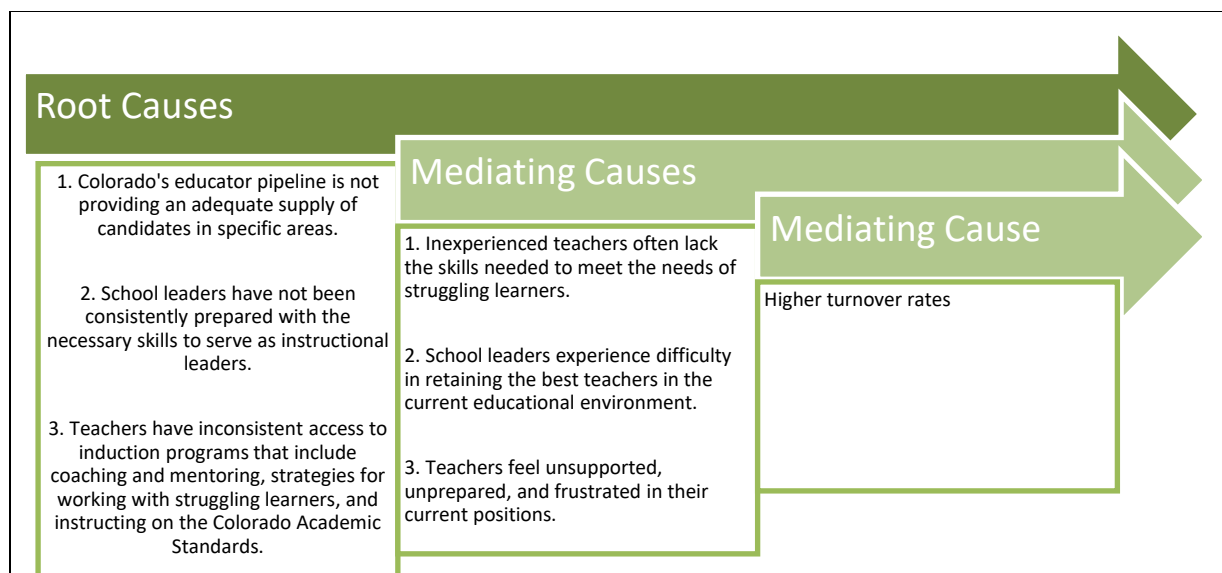 Root Causes
1. Colorado's educator pipeline is not
providing an adequate supply of
candidates in specific areas.
2. School leaders have not been
consistently prepared with the
necessary skills to serve as instructional
leaders.
3. Teachers have inconsistent access to
induction programs that include
coaching and mentoring, strategies for
working with struggling learners, and
instructing on the Colorado Academic
Standards.
Mediating Causes
1. Inexperienced teachers often lack
the skills needed to meet the needs of
struggling learners.
2. School leaders experience difficulty
in retaining the best teachers in the
current educational environment.
3. Teachers feel unsupported,
unprepared, and frustrated in their
current positions.
Mediating Cause
Higher turnover rates